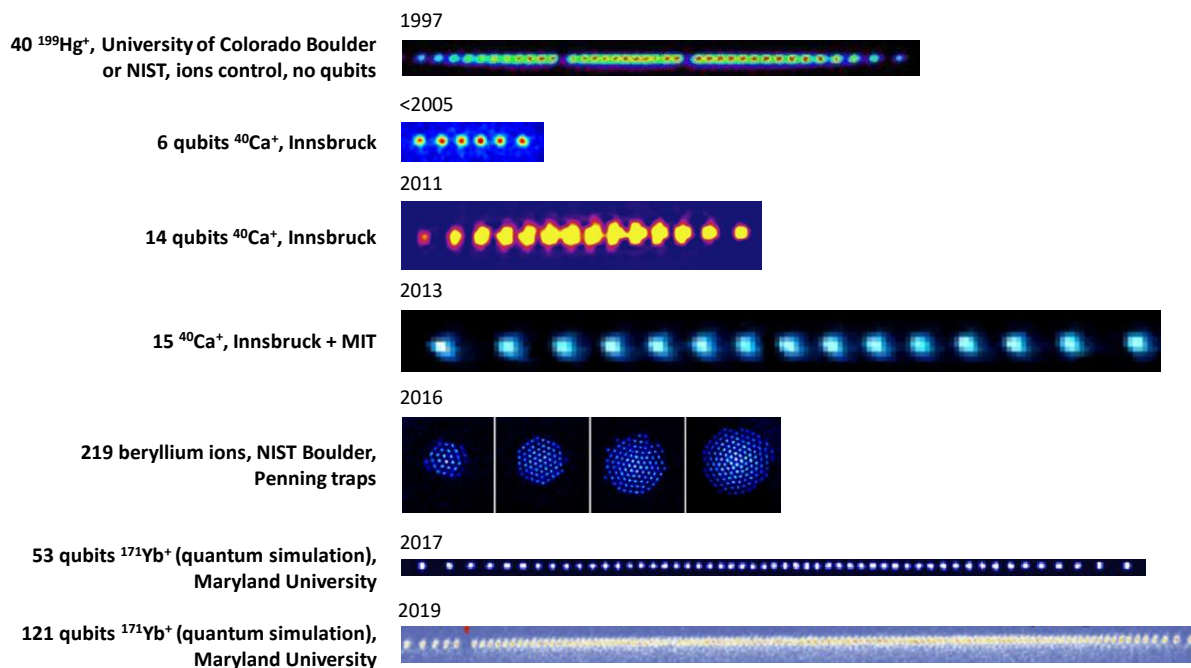 1997
40 ¹⁹⁹Hg⁺, University of Colorado Boulder
or NIST, ions control, no qubits
<2005
6 qubits ⁴⁰Ca⁺, Innsbruck
2011
14 qubits ⁴⁰Ca⁺, Innsbruck
2013
15 ⁴⁰Ca⁺, Innsbruck + MIT
2016
219 beryllium ions, NIST Boulder,
Penning traps
2017
53 qubits ¹⁷¹Yb⁺ (quantum simulation),
Maryland University
2019
121 qubits ¹⁷¹Yb⁺ (quantum simulation),
Maryland University